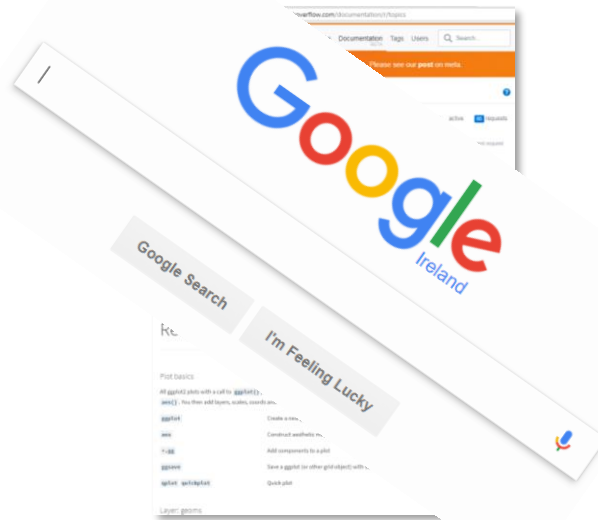 overflow.com/documentation/r/topics
Documentation Tags Users Search...
BETA
Please see our post on meta.
?
active requests
Google
Ireland
Google Search
I'm Feeling Lucky
Plot basics
All ggplot2 plots with a call to ggplot(),
aes(). You then add layers, scales, coords
ggplot Create a new
aes Construct aesthetic
+.gg Add components to a plot
ggsave Save a ggplot (or other grid object) with
qplot quickplot Quick plot
Layer: geoms